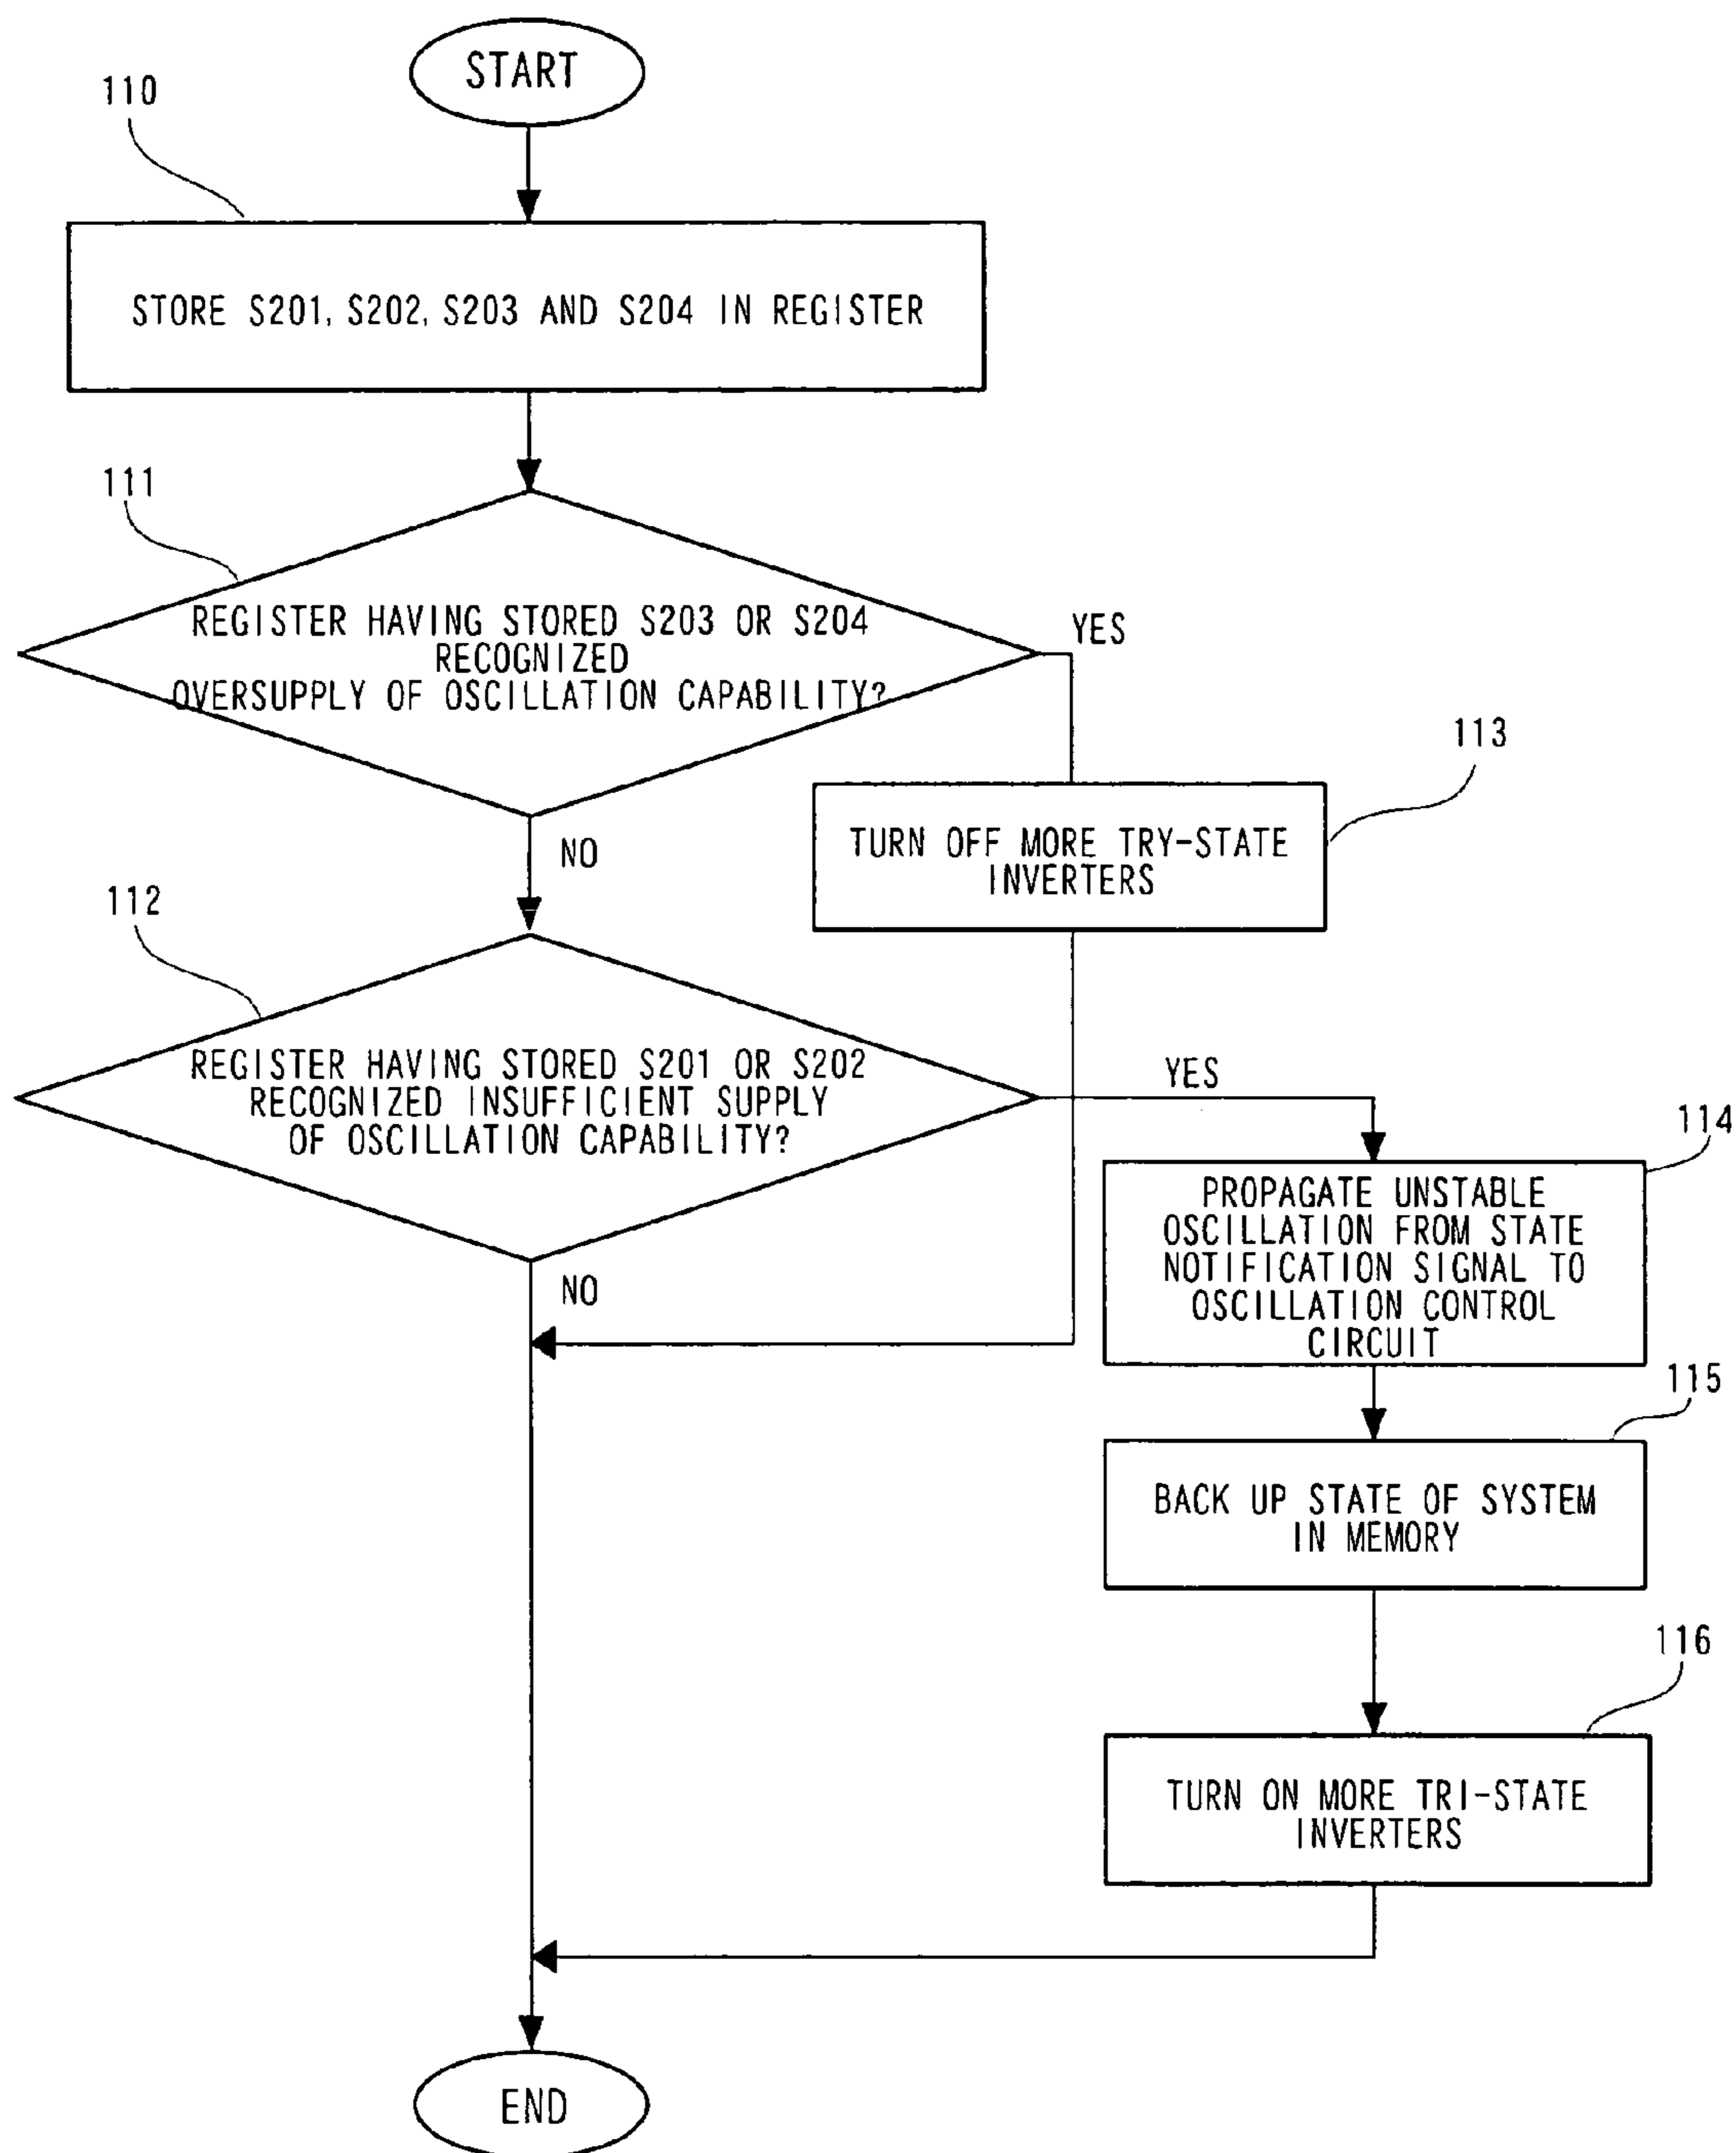 START
110
STORE S201, S202, S203 AND S204 IN REGISTER
111
REGISTER HAVING STORED S203 OR S204
RECOGNIZED
OVERSUPPLY OF OSCILLATION CAPABILITY?
YES
113
TURN OFF MORE TRY-STATE
INVERTERS
NO
112
REGISTER HAVING STORED S201 OR S202
RECOGNIZED INSUFFICIENT SUPPLY
OF OSCILLATION CAPABILITY?
YES
114
PROPAGATE UNSTABLE
OSCILLATION FROM STATE
NOTIFICATION SIGNAL TO
OSCILLATION CONTROL
CIRCUIT
NO
115
BACK UP STATE OF SYSTEM
IN MEMORY
116
TURN ON MORE TRI-STATE
INVERTERS
END